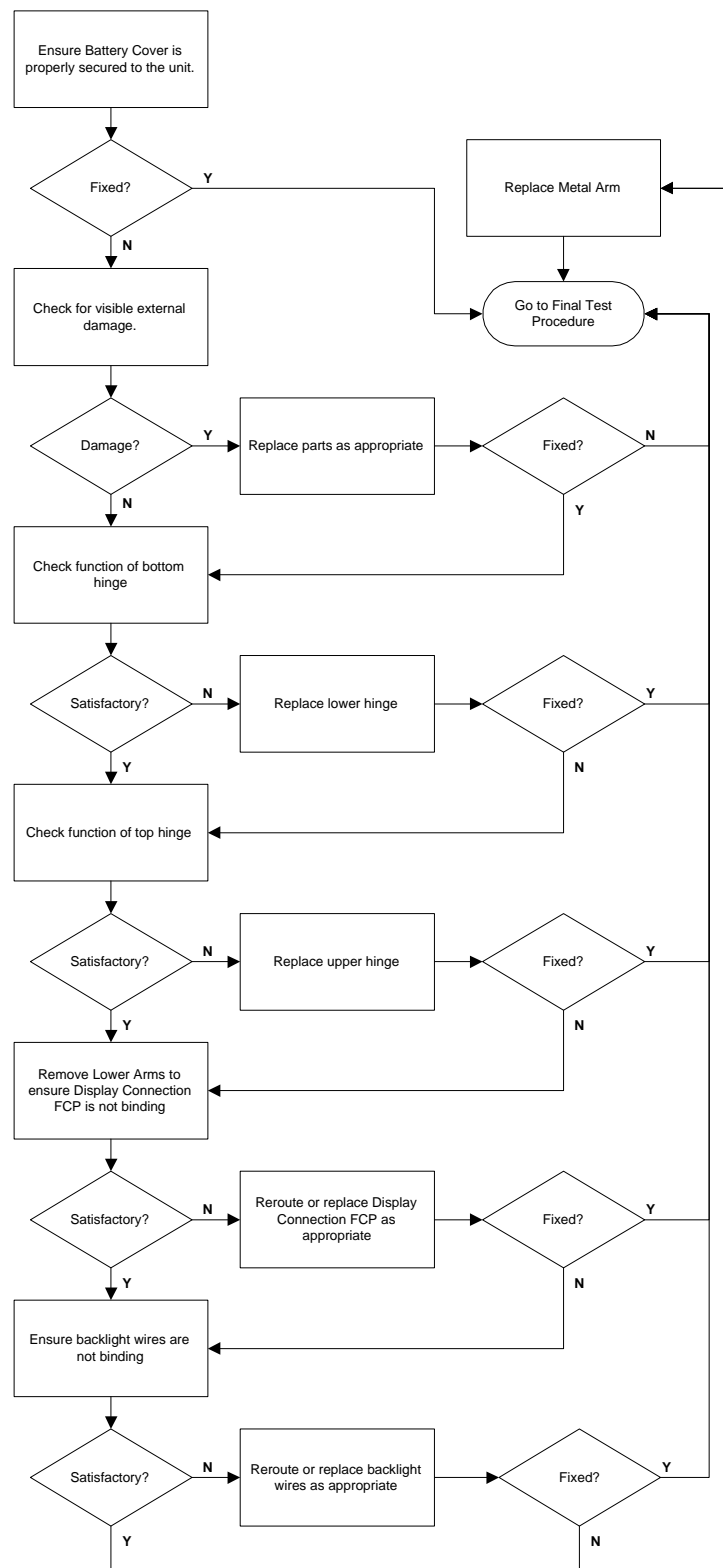 Ensure Battery Cover is
properly secured to the unit.
Fixed?
Y
N
Replace Metal Arm
Go to Final Test
Procedure
Check for visible external
damage.
Damage?
Y
N
Replace parts as appropriate
Fixed?
N
Y
Check function of bottom
hinge
Satisfactory?
N
Y
Replace lower hinge
Fixed?
Y
N
Check function of top hinge
Satisfactory?
N
Y
Replace upper hinge
Fixed?
Y
N
Remove Lower Arms to
ensure Display Connection
FCP is not binding
Satisfactory?
N
Y
Reroute or replace Display
Connection FCP as
appropriate
Fixed?
Y
N
Ensure backlight wires are
not binding
Satisfactory?
N
Y
Reroute or replace backlight
wires as appropriate
Fixed?
Y
N